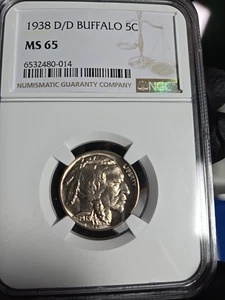 1938 D/D BUFFALO 5C
MS 65
6532480-014
NGC
NUMISMATIC GUARANTY COMPANY